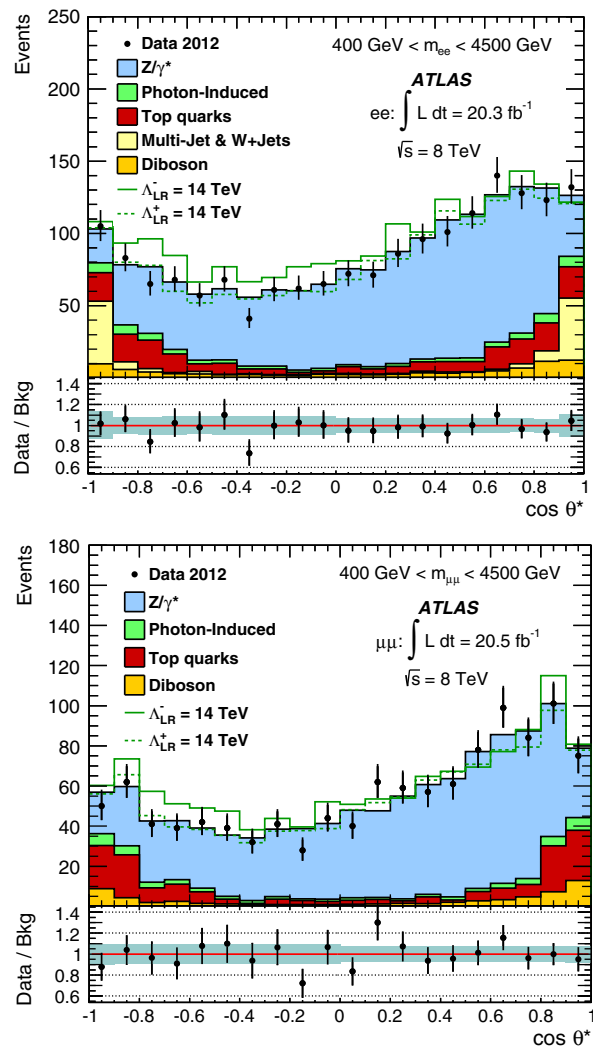 Events
250
200
150
100
50
Data 2012
Z/γ*
Photon-Induced
Top quarks
Multi-Jet & W+Jets
Diboson
Λ⁻LR = 14 TeV
Λ⁺LR = 14 TeV
400 GeV < mee < 4500 GeV
ATLAS
ee: ∫ L dt = 20.3 fb⁻¹
√s = 8 TeV
Data / Bkg
1.4
1.2
1
0.8
0.6
-1 -0.8 -0.6 -0.4 -0.2 0 0.2 0.4 0.6 0.8 1
cos θ*
Events
180
160
140
120
100
80
60
40
20
Data 2012
Z/γ*
Photon-Induced
Top quarks
Diboson
Λ⁻LR = 14 TeV
Λ⁺LR = 14 TeV
400 GeV < mμμ < 4500 GeV
ATLAS
μμ: ∫ L dt = 20.5 fb⁻¹
√s = 8 TeV
Data / Bkg
1.4
1.2
1
0.8
0.6
-1 -0.8 -0.6 -0.4 -0.2 0 0.2 0.4 0.6 0.8 1
cos θ*